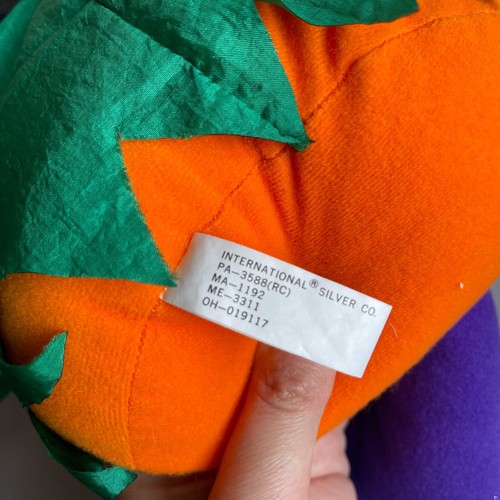 INTERNATIONAL® SILVER CO.
PA—3588(RC)
MA—1192
ME—3311
OH—019117